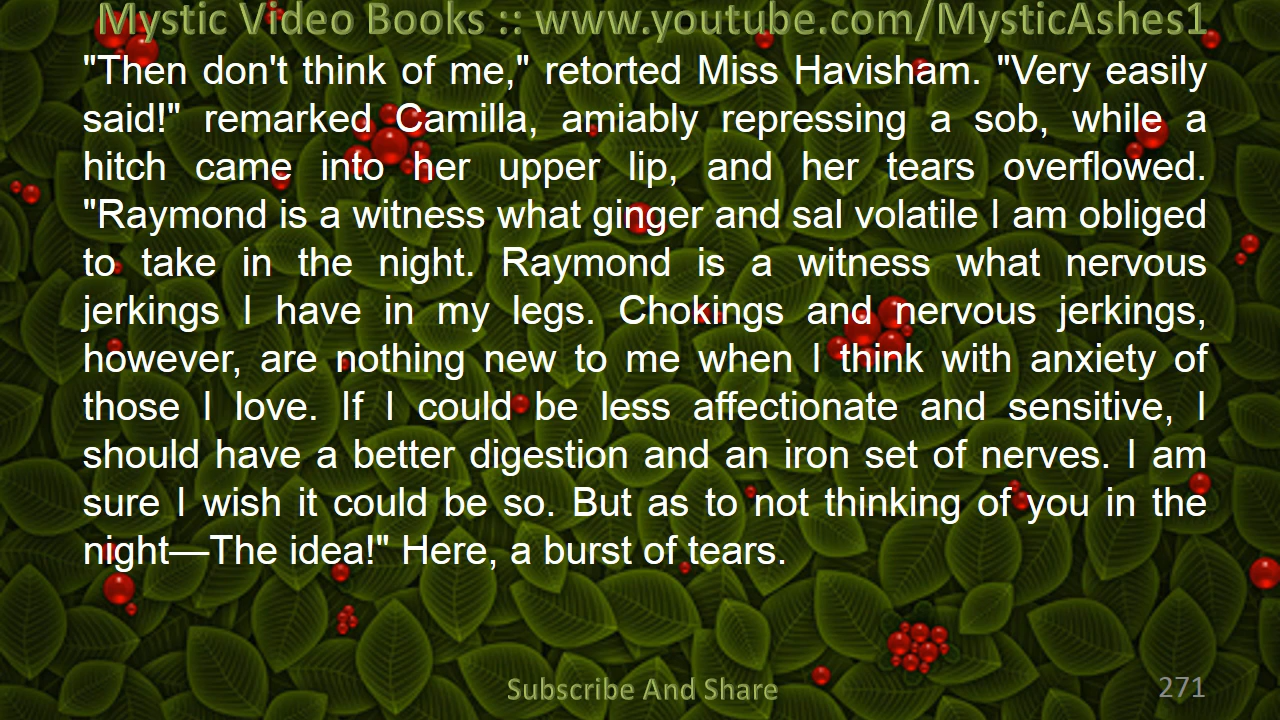 Mystic Video Books :: www.youtube.com/MysticAshes1
"Then don't think of me," retorted Miss Havisham. "Very easily
said!" remarked Camilla, amiably repressing a sob, while a
hitch came into her upper lip, and her tears overflowed.
"Raymond is a witness what ginger and sal volatile I am obliged
to take in the night. Raymond is a witness what nervous
jerkings I have in my legs. Chokings and nervous jerkings,
however, are nothing new to me when I think with anxiety of
those I love. If I could be less affectionate and sensitive, I
should have a better digestion and an iron set of nerves. I am
sure I wish it could be so. But as to not thinking of you in the
night—The idea!" Here, a burst of tears.
Subscribe And Share
271